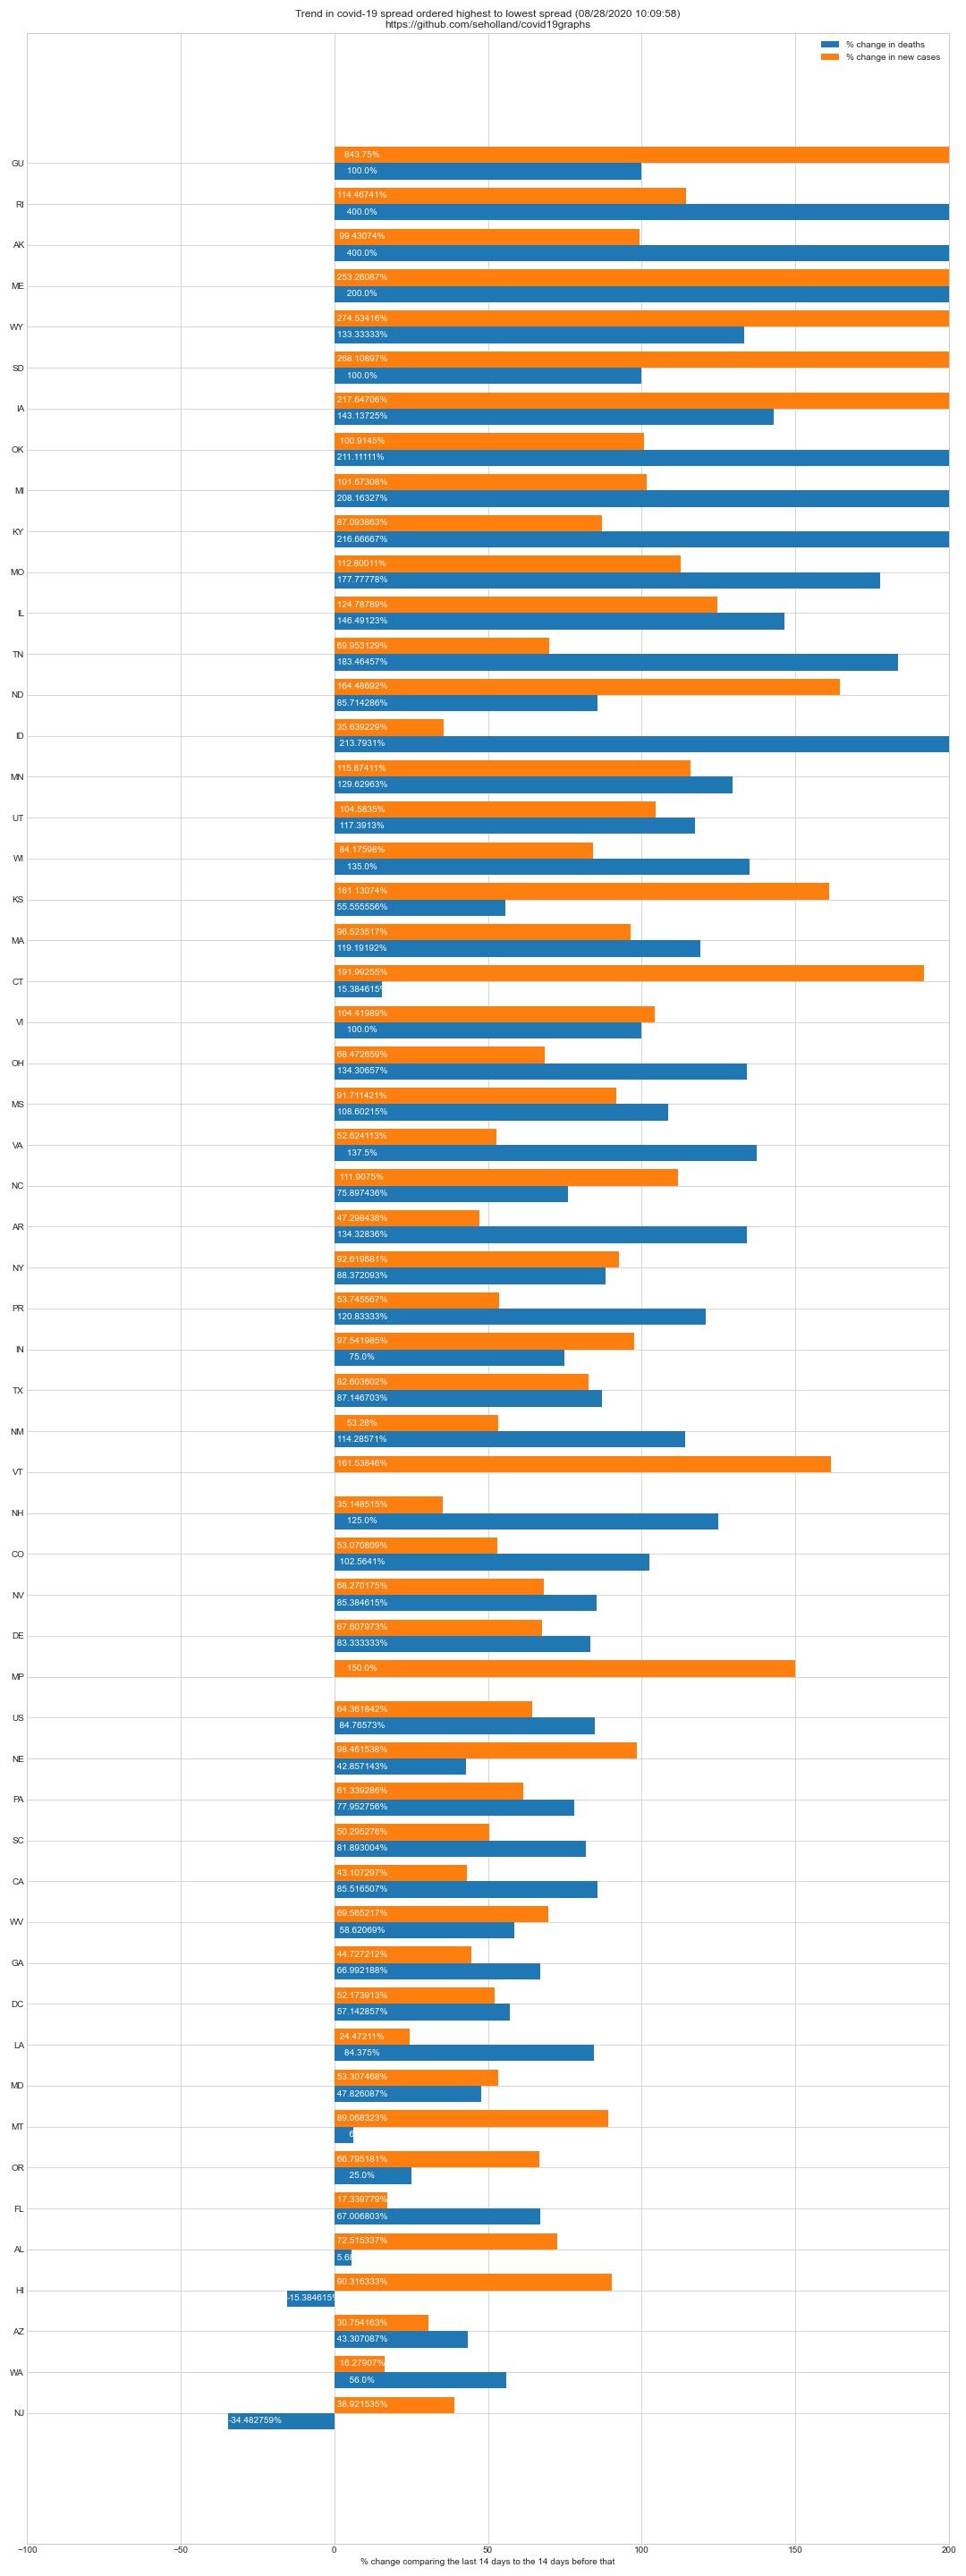 Trend in covid-19 spread ordered highest to lowest spread (08/28/2020 10:09:58)
https://github.com/seholland/covid19graphs
% change in deaths
% change in new cases
843.75%
GU
100.0%
114.46741%
RI
400.0%
99.43074%
AK
400.0%
253.26087%
ME
200.0%
274.53416%
WY
133.33333%
268.10897%
SD
100.0%
217.64706%
IA
143.13725%
100.9145%
OK
211.11111%
101.67308%
MI
208.16327%
87.093863%
KY
216.66667%
112.80011%
MO
177.77778%
124.78789%
IL
146.49123%
69.953129%
TN
183.46457%
164.48692%
ND
85.714286%
35.639229%
ID
213.7931%
115.87411%
MN
129.62963%
104.5835%
UT
117.3913%
84.17598%
WI
135.0%
161.13074%
KS
55.555556%
96.523517%
MA
119.19192%
191.99255%
CT
15.384615%
104.41989%
VI
100.0%
68.472659%
OH
134.30657%
91.711421%
MS
108.60215%
52.624113%
VA
137.5%
111.9075%
NC
75.897436%
47.298438%
AR
134.32836%
92.619681%
NY
88.372093%
53.745567%
PR
120.83333%
97.541985%
IN
75.0%
82.603602%
TX
87.146703%
53.28%
NM
114.28571%
161.53846%
VT
35.148515%
NH
125.0%
53.070809%
CO
102.5641%
68.270175%
NV
85.384615%
67.607973%
DE
83.333333%
150.0%
MP
64.361842%
US
84.76573%
98.461538%
NE
42.857143%
61.339286%
PA
77.952756%
50.295276%
SC
81.893004%
43.107297%
CA
85.516507%
69.565217%
WV
58.62069%
44.727212%
GA
66.992188%
52.173913%
DC
57.142857%
24.47211%
LA
84.375%
53.307468%
MD
47.826087%
89.068323%
MT
66.795181%
OR
25.0%
17.339779%
FL
67.006803%
72.515337%
AL
90.316333%
HI
-15.384615%
30.754163%
AZ
43.307087%
16.27907%
WA
56.0%
38.921535%
NJ
-34.482759%
−100 −50 0 50 100 150 200
% change comparing the last 14 days to the 14 days before that